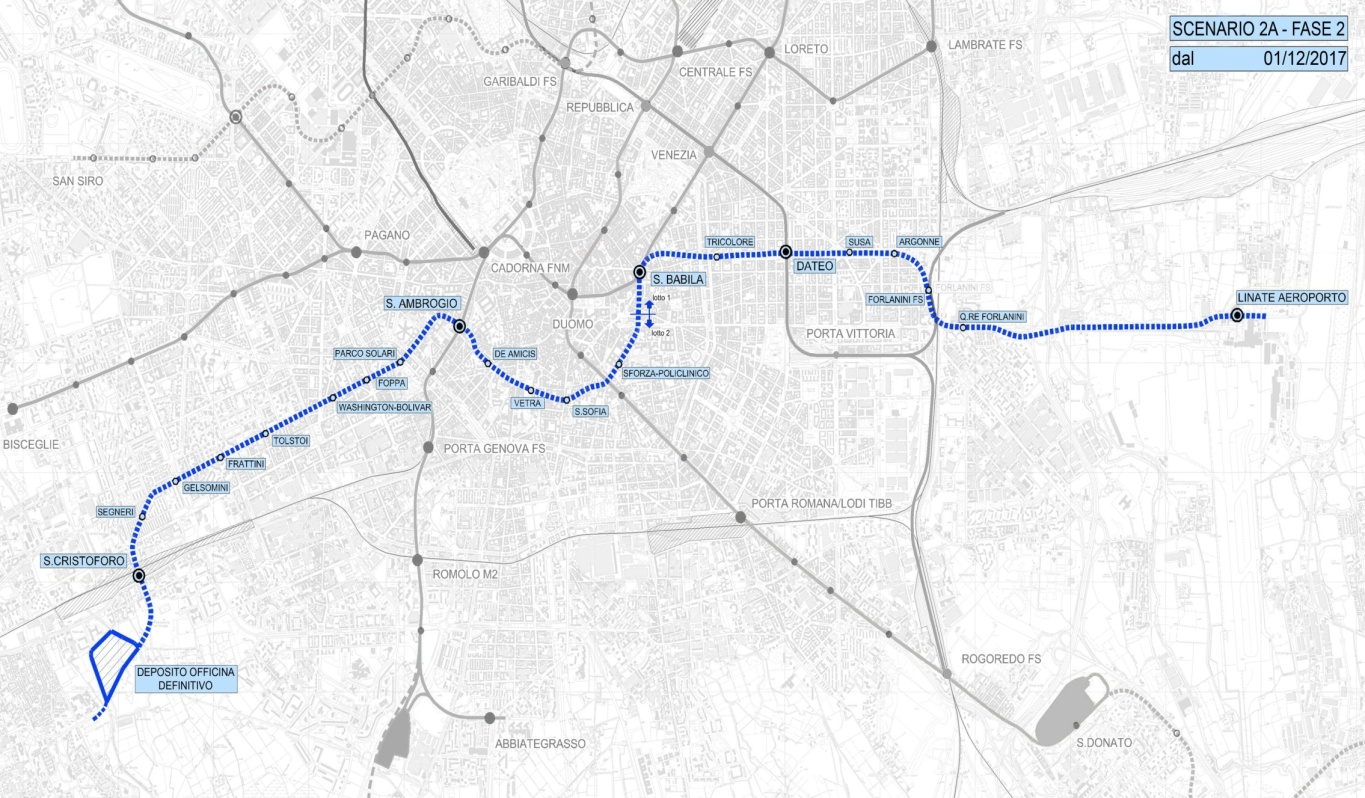 SCENARIO 2A - FASE 2
dal 01/12/2017
LORETO
LAMBRATE FS
CENTRALE FS
GARIBALDI FS
REPUBBLICA
VENEZIA
SAN SIRO
PAGANO
CADORNA FNM
TRICOLORE
SUSA
ARGONNE
DATEO
S. BABILA
FORLANINI
FORLANINI FS
LINATE AEROPORTO
lotto 1
lotto 2
S. AMBROGIO
DUOMO
Q.RE FORLANINI
PORTA VITTORIA
PARCO SOLARI
DE AMICIS
FOPPA
SFORZA-POLICLINICO
WASHINGTON-BOLIVAR
VETRA
S.SOFIA
TOLSTOI
BISCEGLIE
PORTA GENOVA FS
FRATTINI
GELSOMINI
SEGNERI
PORTA ROMANA/LODI TIBB
S.CRISTOFORO
ROMOLO M2
ROGOREDO FS
DEPOSITO OFFICINA
DEFINITIVO
ABBIATEGRASSO
S.DONATO